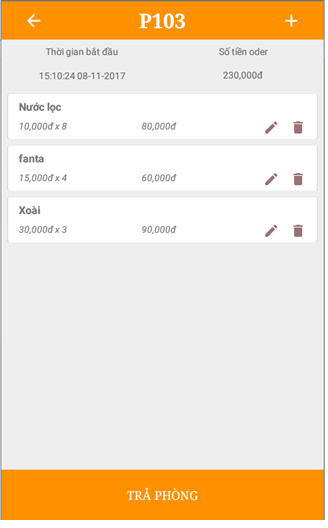 P103
Thời gian bắt đầu
Số tiền oder
15:10:24 08-11-2017
230,000đ
Nước lọc
10,000đ x 8
80,000đ
fanta
15,000đ x 4
60,000đ
Xoài
30,000đ x 3
90,000đ
TRẢ PHÒNG